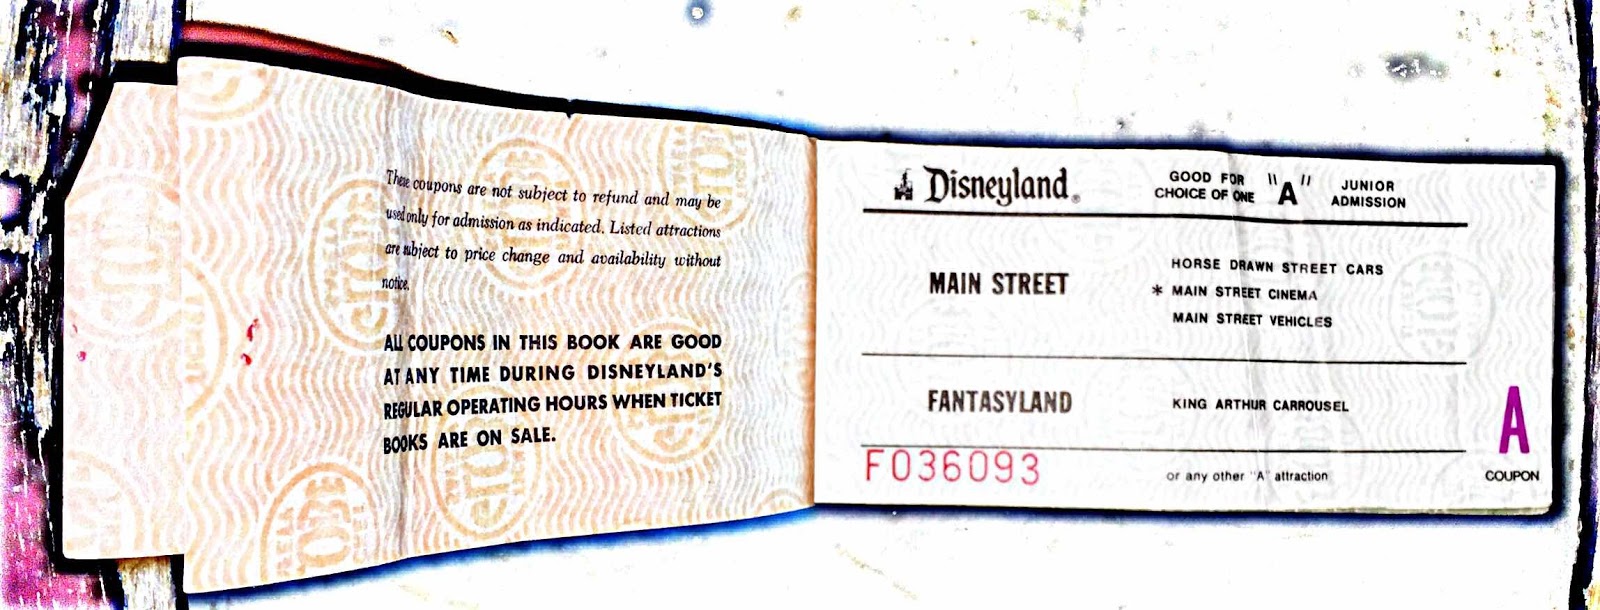 These coupons are not subject to refund and may be
used only for admission as indicated. Listed attractions
are subject to price change and availability without
notice.
ALL COUPONS IN THIS BOOK ARE GOOD
AT ANY TIME DURING DISNEYLAND'S
REGULAR OPERATING HOURS WHEN TICKET
BOOKS ARE ON SALE.
Disneyland®
GOOD FOR
CHOICE OF ONE
"A"
JUNIOR
ADMISSION
MAIN STREET
HORSE DRAWN STREET CARS
* MAIN STREET CINEMA
MAIN STREET VEHICLES
FANTASYLAND
KING ARTHUR CARROUSEL
A
COUPON
F036093
or any other "A" attraction